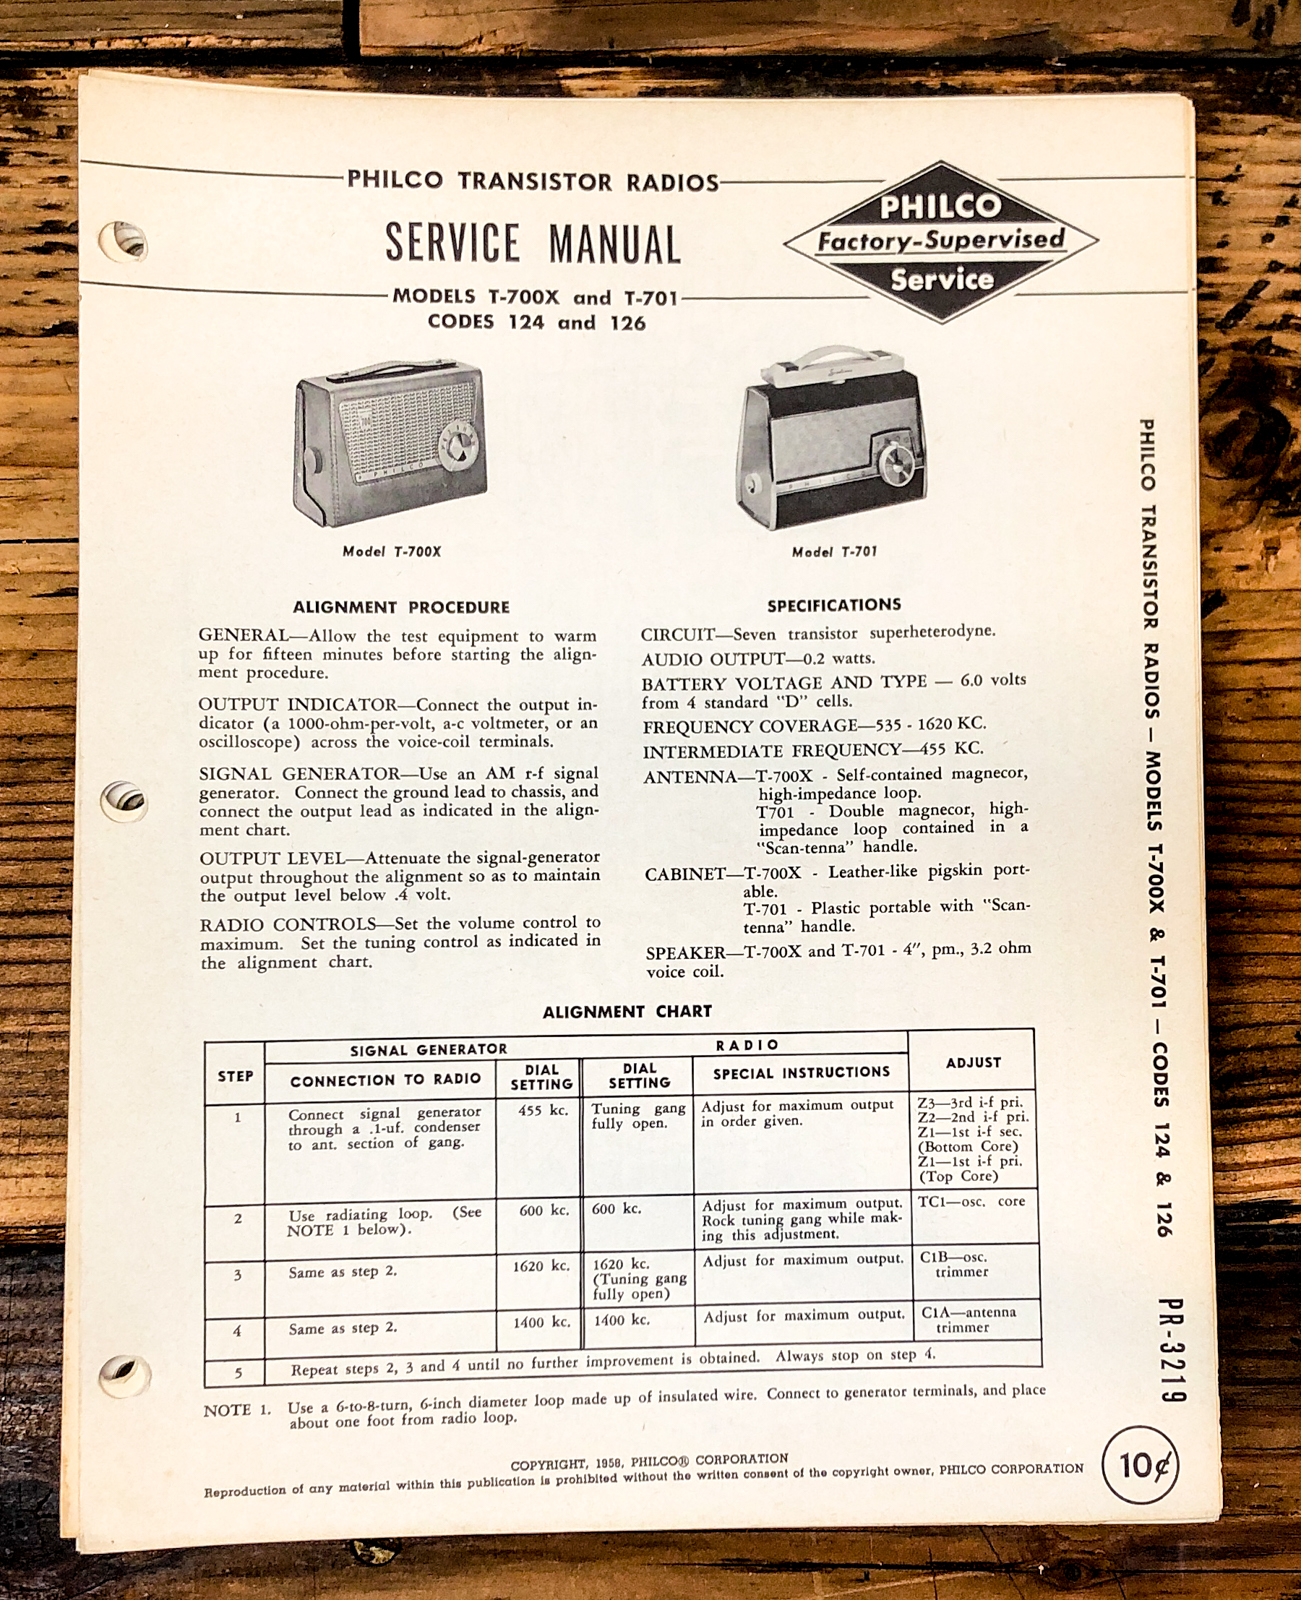 PHILCO TRANSISTOR RADIOS
SERVICE MANUAL
MODELS T-700X and T-701
CODES 124 and 126
PHILCO
Factory-Supervised
Service
PHILCO
PHILCO
Model T-700X
Model T-701
ALIGNMENT PROCEDURE
GENERAL—Allow the test equipment to warm
up for fifteen minutes before starting the align-
ment procedure.
OUTPUT INDICATOR—Connect the output in-
dicator (a 1000-ohm-per-volt, a-c voltmeter, or an
oscilloscope) across the voice-coil terminals.
SIGNAL GENERATOR—Use an AM r-f signal
generator. Connect the ground lead to chassis, and
connect the output lead as indicated in the align-
ment chart.
OUTPUT LEVEL—Attenuate the signal-generator
output throughout the alignment so as to maintain
the output level below .4 volt.
RADIO CONTROLS—Set the volume control to
maximum. Set the tuning control as indicated in
the alignment chart.
SPECIFICATIONS
CIRCUIT—Seven transistor superheterodyne.
AUDIO OUTPUT—0.2 watts.
BATTERY VOLTAGE AND TYPE — 6.0 volts
from 4 standard "D" cells.
FREQUENCY COVERAGE—535 - 1620 KC.
INTERMEDIATE FREQUENCY—455 KC.
ANTENNA—T-700X - Self-contained magnecor,
high-impedance loop.
T701 - Double magnecor, high-
impedance loop contained in a
"Scan-tenna" handle.
CABINET—T-700X - Leather-like pigskin port-
able.
T-701 - Plastic portable with "Scan-
tenna" handle.
SPEAKER—T-700X and T-701 - 4", pm., 3.2 ohm
voice coil.
ALIGNMENT CHART
STEP
SIGNAL GENERATOR
RADIO
ADJUST
CONNECTION TO RADIO
DIAL
SETTING
DIAL
SETTING
SPECIAL INSTRUCTIONS
1
Connect signal generator
through a .1-uf. condenser
to ant. section of gang.
455 kc.
Tuning gang
fully open.
Adjust for maximum output
in order given.
Z3—3rd i-f pri.
Z2—2nd i-f pri.
Z1—1st i-f sec.
(Bottom Core)
Z1—1st i-f pri.
(Top Core)
2
Use radiating loop. (See
NOTE 1 below).
600 kc.
600 kc.
Adjust for maximum output.
Rock tuning gang while mak-
ing this adjustment.
TC1—osc. core
3
Same as step 2.
1620 kc.
1620 kc.
(Tuning gang
fully open)
Adjust for maximum output.
C1B—osc.
trimmer
4
Same as step 2.
1400 kc.
1400 kc.
Adjust for maximum output.
C1A—antenna
trimmer
5
Repeat steps 2, 3 and 4 until no further improvement is obtained. Always stop on step 4.
NOTE 1. Use a 6-to-8-turn, 6-inch diameter loop made up of insulated wire. Connect to generator terminals, and place
about one foot from radio loop.
COPYRIGHT, 1958, PHILCO® CORPORATION
Reproduction of any material within this publication is prohibited without the written consent of the copyright owner, PHILCO CORPORATION
10¢
PHILCO TRANSISTOR RADIOS — MODELS T-700X & T-701 — CODES 124 & 126
PR-3219